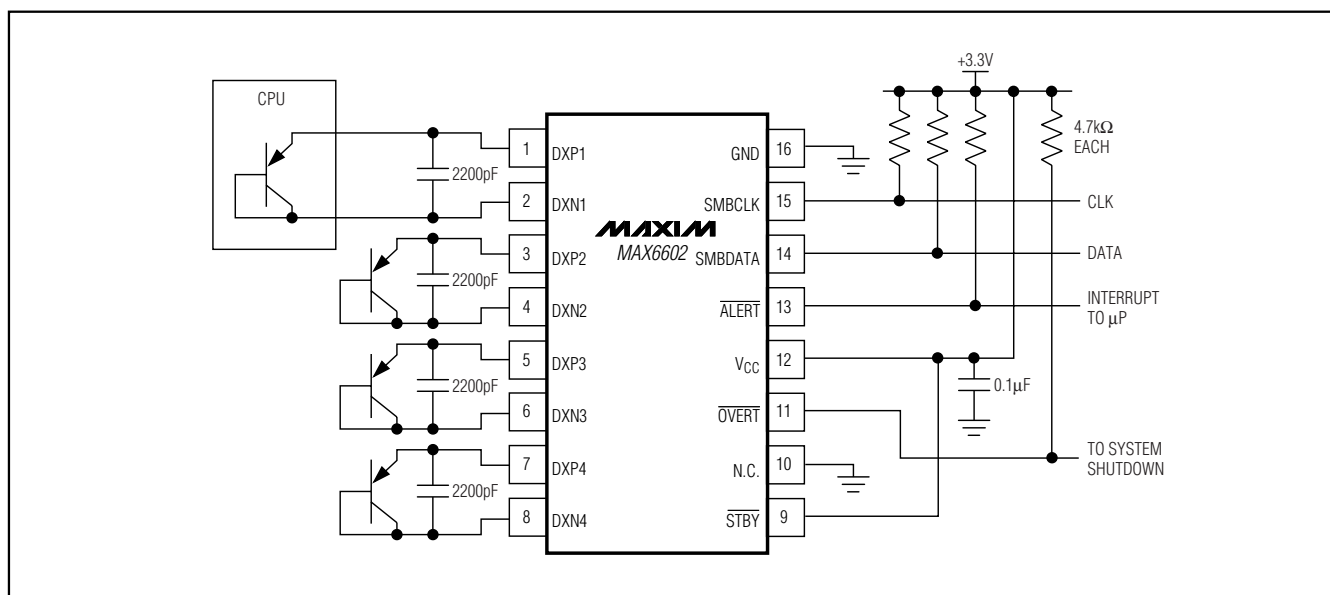 +3.3V
CPU
4.7kΩ
EACH
2200pF
1 DXP1
2 DXN1
2200pF
3 DXP2
4 DXN2
2200pF
5 DXP3
6 DXN3
2200pF
7 DXP4
8 DXN4
MAXIM
MAX6602
GND 16
SMBCLK 15
CLK
SMBDATA 14
DATA
ALERT 13
INTERRUPT
TO μP
VCC 12
0.1μF
OVERT 11
TO SYSTEM
SHUTDOWN
N.C. 10
STBY 9